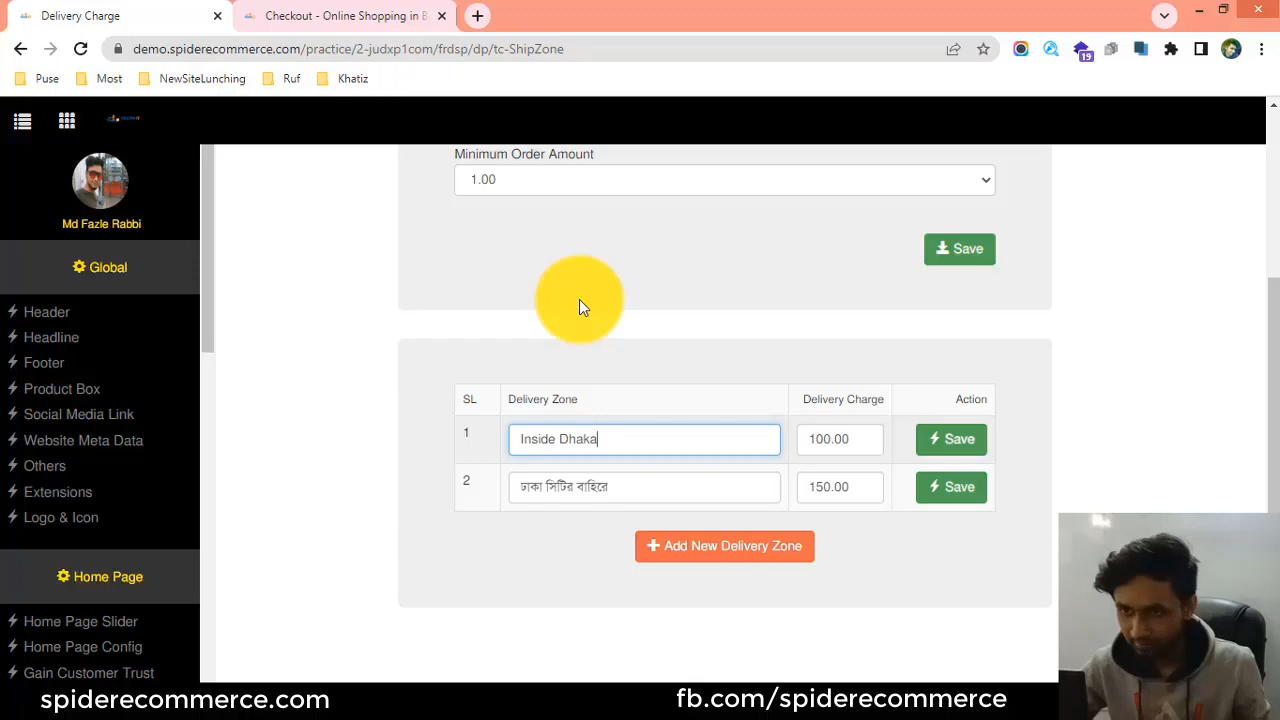 Delivery Charge
Checkout - Online Shopping in B
demo.spiderecommerce.com/practice/2-judxp1com/frdsp/dp/tc-ShipZone
19
Puse
Most
NewSiteLunching
Ruf
Khatiz
Md Fazle Rabbi
Global
Header
Headline
Footer
Product Box
Social Media Link
Website Meta Data
Others
Extensions
Logo & Icon
Home Page
Home Page Slider
Home Page Config
Gain Customer Trust
Minimum Order Amount
1.00
Save
SL Delivery Zone Delivery Charge Action
1 Inside Dhaka 100.00 Save
2 ঢাকা সিটির বাহিরে 150.00 Save
Add New Delivery Zone
spiderecommerce.com
fb.com/spiderecommerce